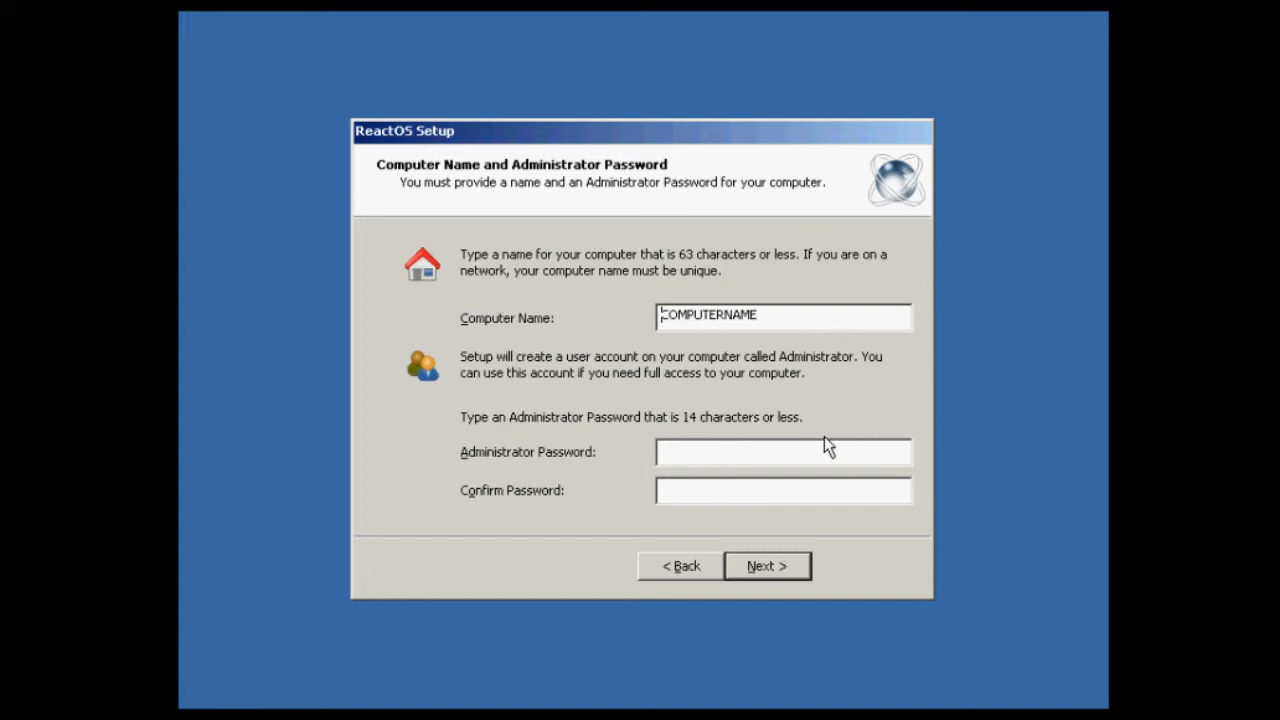 ReactOS Setup
Computer Name and Administrator Password
You must provide a name and an Administrator Password for your computer.
Type a name for your computer that is 63 characters or less. If you are on a
network, your computer name must be unique.
Computer Name:
COMPUTERNAME
Setup will create a user account on your computer called Administrator. You
can use this account if you need full access to your computer.
Type an Administrator Password that is 14 characters or less.
Administrator Password:
Confirm Password:
< Back
Next >